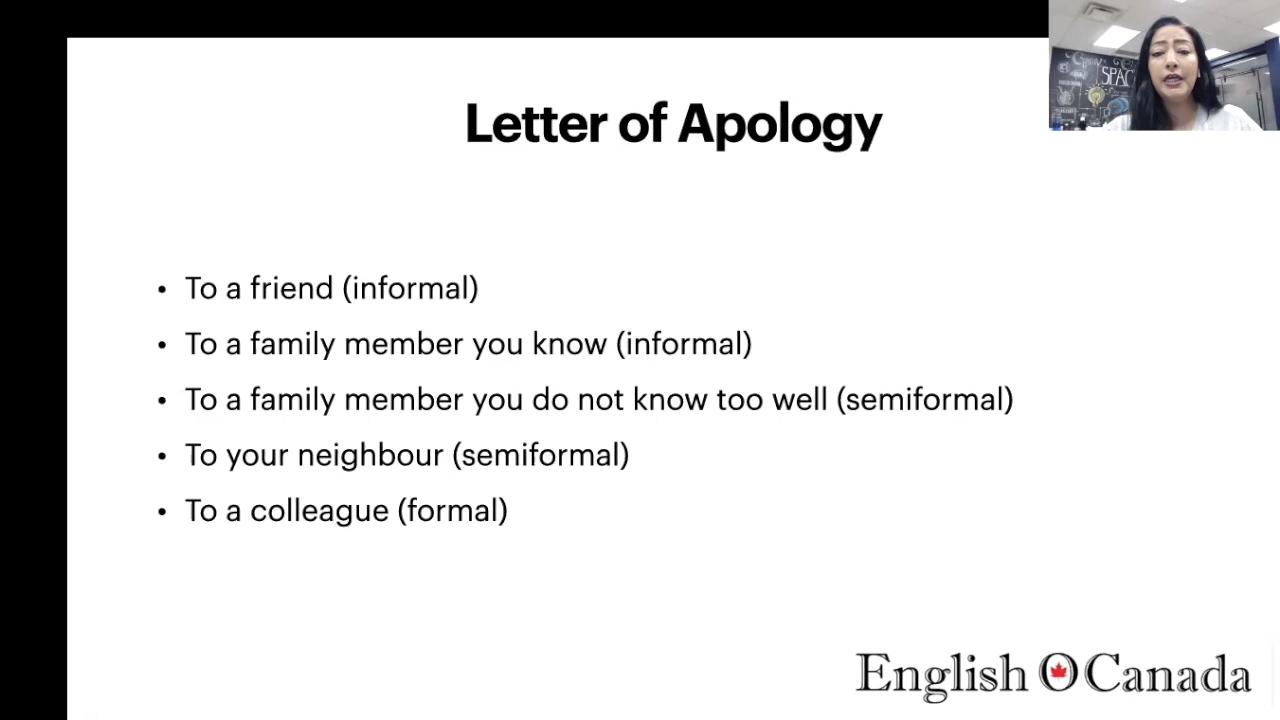 Letter of Apology
SPAC
• To a friend (informal)
• To a family member you know (informal)
• To a family member you do not know too well (semiformal)
• To your neighbour (semiformal)
• To a colleague (formal)
English O Canada